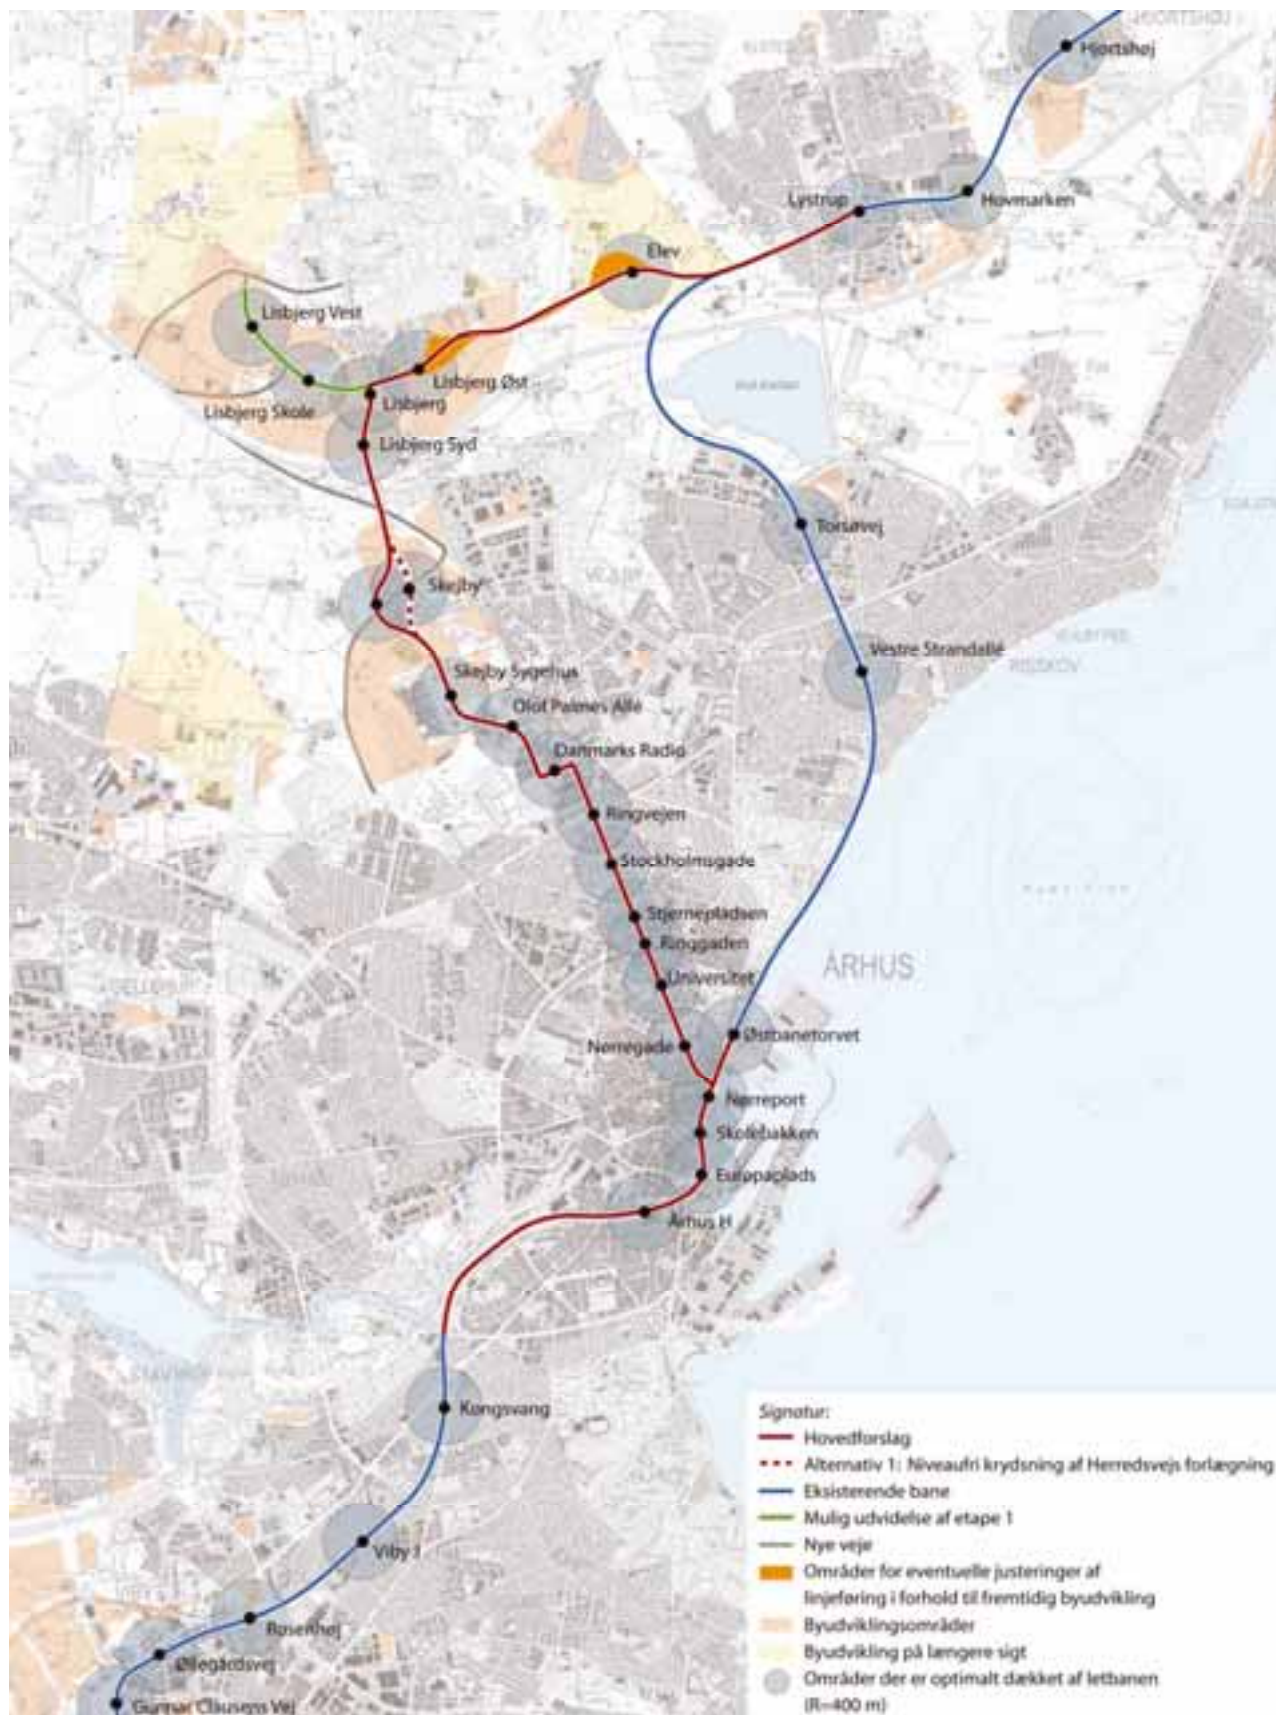 HJORTSHØJ
Hjortshøj
Lystrup
Hovmarken
Elev
Lisbjerg Vest
Lisbjerg Øst
Lisbjerg
Lisbjerg Skole
Lisbjerg Syd
Torsøvej
Skejby
Vestre Strandallé
RISSKOV
Skejby Sygehus
Olof Palmes Allé
Danmarks Radio
Ringvejen
Stockholmsgade
Stjernepladsen
Ringgaden
ÅRHUS
Universitet
Østbanetorvet
Nørregade
Nørreport
Skolebakken
Europaplads
Århus H
Kongsvang
Viby J
Rosenhøj
Øllegårdsvej
Gunnar Clausens Vej
Signatur:
Hovedforslag
Alternativ 1: Niveaufri krydsning af Herredsvejs forlægning
Eksisterende bane
Mulig udvidelse af etape 1
Nye veje
Områder for eventuelle justeringer af
linjeføring i forhold til fremtidig byudvikling
Byudviklingsområder
Byudvikling på længere sigt
Områder der er optimalt dækket af letbanen
(R=400 m)